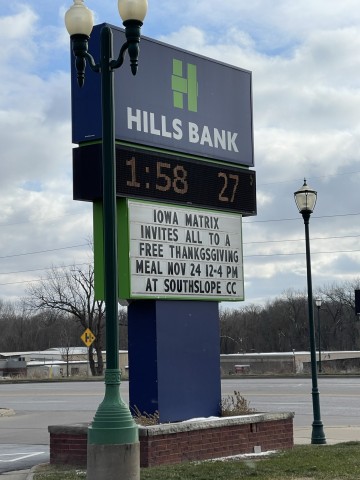 HILLS BANK
1:58 27°
IOWA MATRIX
INVITES ALL TO A
FREE THANKGSGIVING
MEAL NOV 24 12-4 PM
AT SOUTHSLOPE CC